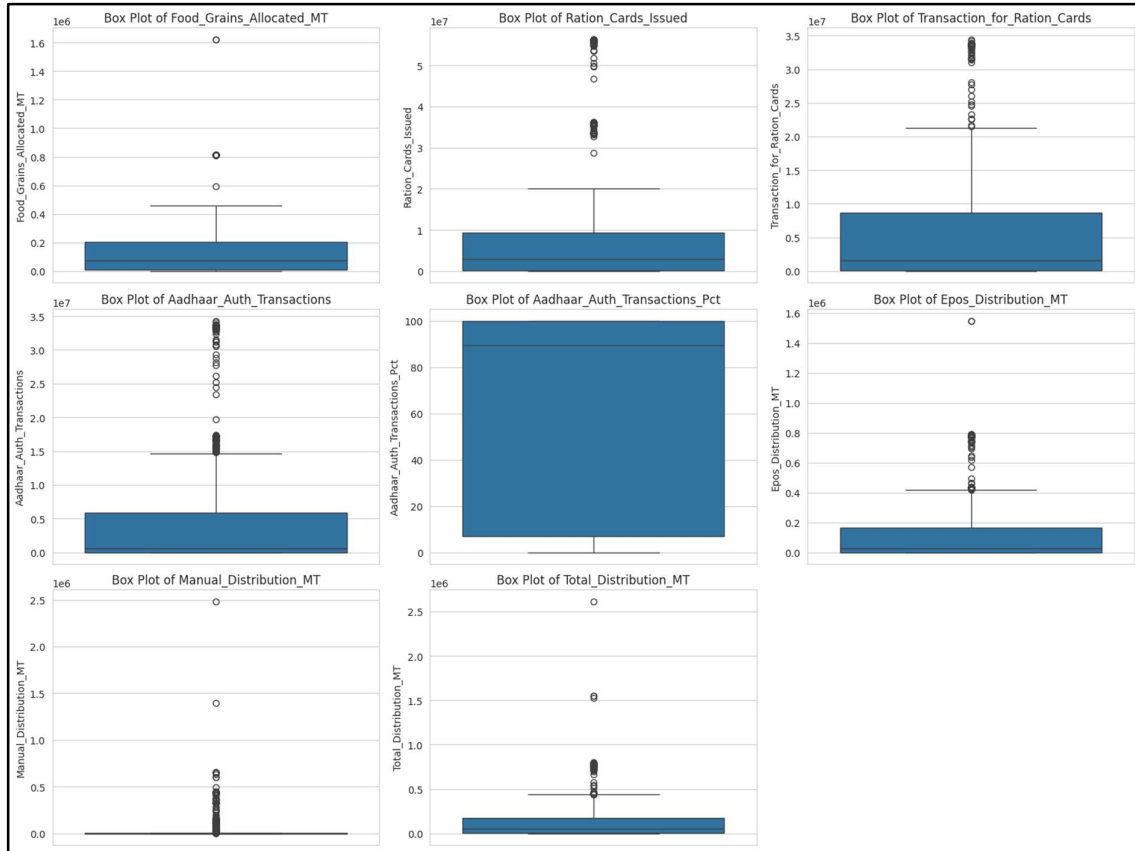 Box Plot of Food_Grains_Allocated_MT
1e6
Food_Grains_Allocated_MT
1.6
1.4
1.2
1.0
0.8
0.6
0.4
0.2
0.0
Box Plot of Ration_Cards_Issued
1e7
Ration_Cards_Issued
5
4
3
2
1
0
Box Plot of Transaction_for_Ration_Cards
1e7
Transaction_for_Ration_Cards
3.5
3.0
2.5
2.0
1.5
1.0
0.5
0.0
Box Plot of Aadhaar_Auth_Transactions
1e7
Aadhaar_Auth_Transactions
3.5
3.0
2.5
2.0
1.5
1.0
0.5
0.0
Box Plot of Aadhaar_Auth_Transactions_Pct
Aadhaar_Auth_Transactions_Pct
100
80
60
40
20
0
Box Plot of Epos_Distribution_MT
1e6
Epos_Distribution_MT
1.6
1.4
1.2
1.0
0.8
0.6
0.4
0.2
0.0
Box Plot of Manual_Distribution_MT
1e6
Manual_Distribution_MT
2.5
2.0
1.5
1.0
0.5
0.0
Box Plot of Total_Distribution_MT
1e6
Total_Distribution_MT
2.5
2.0
1.5
1.0
0.5
0.0